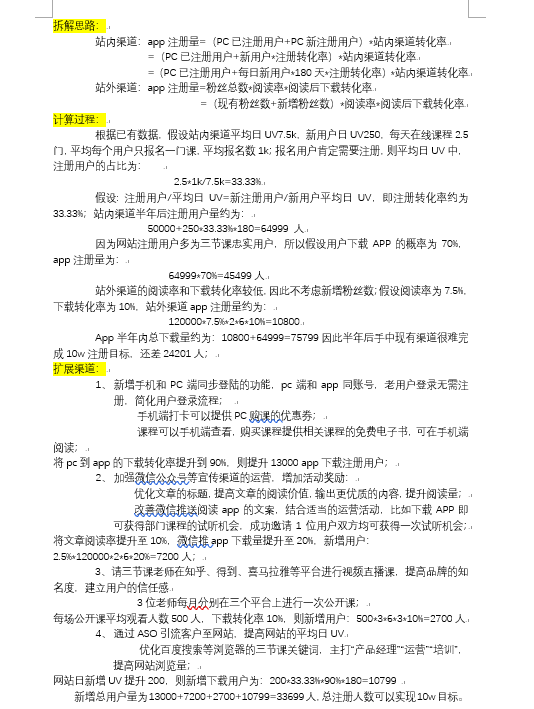 拆解思路：
站内渠道：app 注册量=（PC 已注册用户+PC 新注册用户）*站内渠道转化率
=（PC 已注册用户+新用户*注册转化率）*站内渠道转化率
=（PC 已注册用户+每日新用户*180 天*注册转化率）*站内渠道转化率
站外渠道：app 注册量=粉丝总数*阅读率*阅读后下载转化率
=（现有粉丝数+新增粉丝数）*阅读率*阅读后下载转化率
计算过程：
根据已有数据，假设站内渠道平均日 UV7.5k，新用户日 UV250，每天在线课程 2.5
门，平均每个用户只报名一门课，平均报名数 1k；报名用户肯定需要注册，则平均日 UV 中，
注册用户的占比为：
2.5*1k/7.5k=33.33%
假设：注册用户/平均日 UV=新注册用户/新用户平均日 UV，即注册转化率约为
33.33%；站内渠道半年后注册用户量约为：
50000+250*33.33%*180=64999 人
因为网站注册用户多为三节课忠实用户，所以假设用户下载 APP 的概率为 70%，
app 注册量为：
64999*70%=45499 人
站外渠道的阅读率和下载转化率较低，因此不考虑新增粉丝数；假设阅读率为 7.5%，
下载转化率为 10%，站外渠道 app 注册量约为：
120000*7.5%*2*6*10%=10800
App 半年内总下载量约为：10800+64999=75799 因此半年后手中现有渠道很难完
成 10w 注册目标，还差 24201 人；
扩展渠道：
1、 新增手机和 PC 端同步登陆的功能，pc 端和 app 同账号，老用户登录无需注
册，简化用户登录流程；
手机端打卡可以提供 PC 购课的优惠券；
课程可以手机端查看，购买课程提供相关课程的免费电子书，可在手机端
阅读；
将 pc 到 app 的下载转化率提升到 90%，则提升 13000 app 下载注册用户；
2、 加强微信公众号等宣传渠道的运营，增加活动奖励：
优化文章的标题，提高文章的阅读价值，输出更优质的内容，提升阅读量；
改善微信推送阅读 app 的文案，结合适当的运营活动，比如下载 APP 即
可获得部门课程的试听机会，成功邀请 1 位用户双方均可获得一次试听机会；
将文章阅读率提升至 10%，微信推 app 下载量提升至 20%，新增用户：
2.5%*120000*2*6*20%=7200 人；
3、请三节课老师在知乎、得到、喜马拉雅等平台进行视频直播课，提高品牌的知
名度，建立用户的信任感
3 位老师每月分别在三个平台上进行一次公开课；
每场公开课平均观看人数 500 人，下载转化率 10%，则新增用户：500*3*6*3*10%=2700 人
4、 通过 ASO 引流客户至网站，提高网站的平均日 UV
优化百度搜索等浏览器的三节课关键词，主打“产品经理”“运营”“培训”，
提高网站浏览量；
网站日新增 UV 提升 200，则新增下载用户为：200*33.33%*90%*180=10799
新增总用户量为13000+7200+2700+10799=33699 人，总注册人数可以实现10w目标。